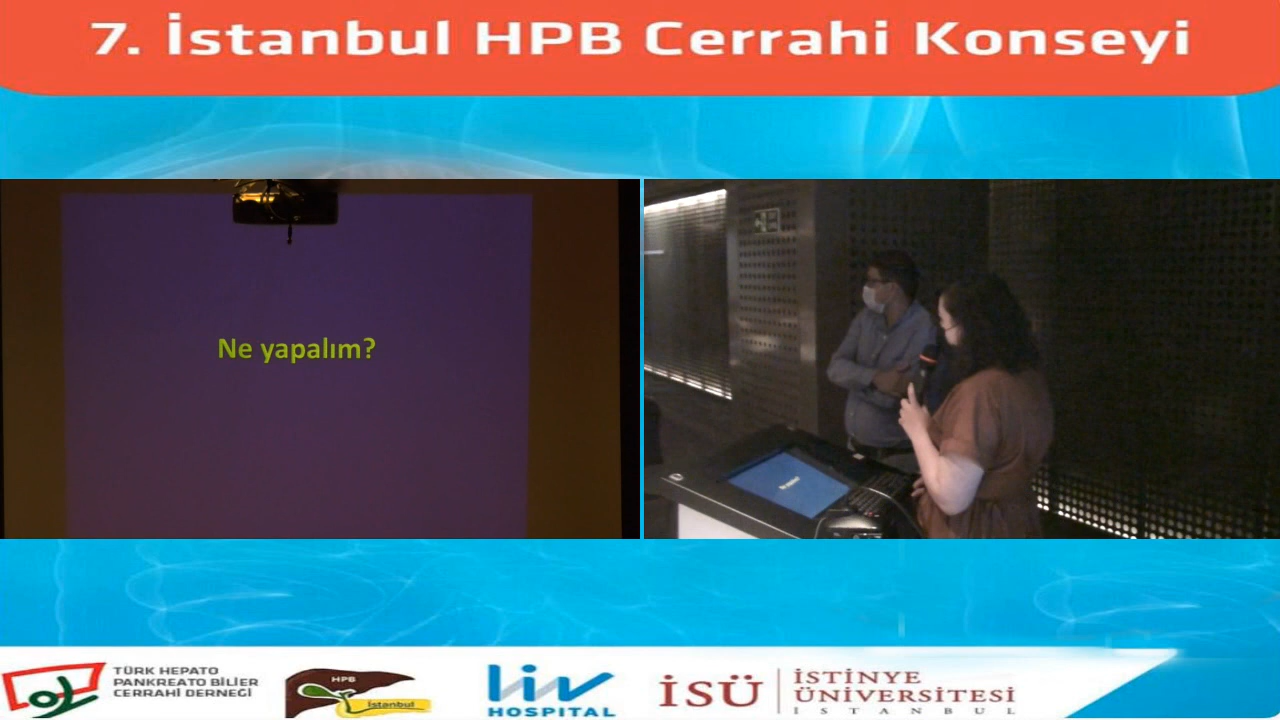 7. İstanbul HPB Cerrahi Konseyi
Ne yapalım?
TÜRK HEPATO
PANKREATO BİLİER
CERRAHİ DERNEĞİ
HPB
İstanbul
liv
HOSPITAL
İSÜ
İSTİNYE
ÜNİVERSİTESİ
İSTANBUL